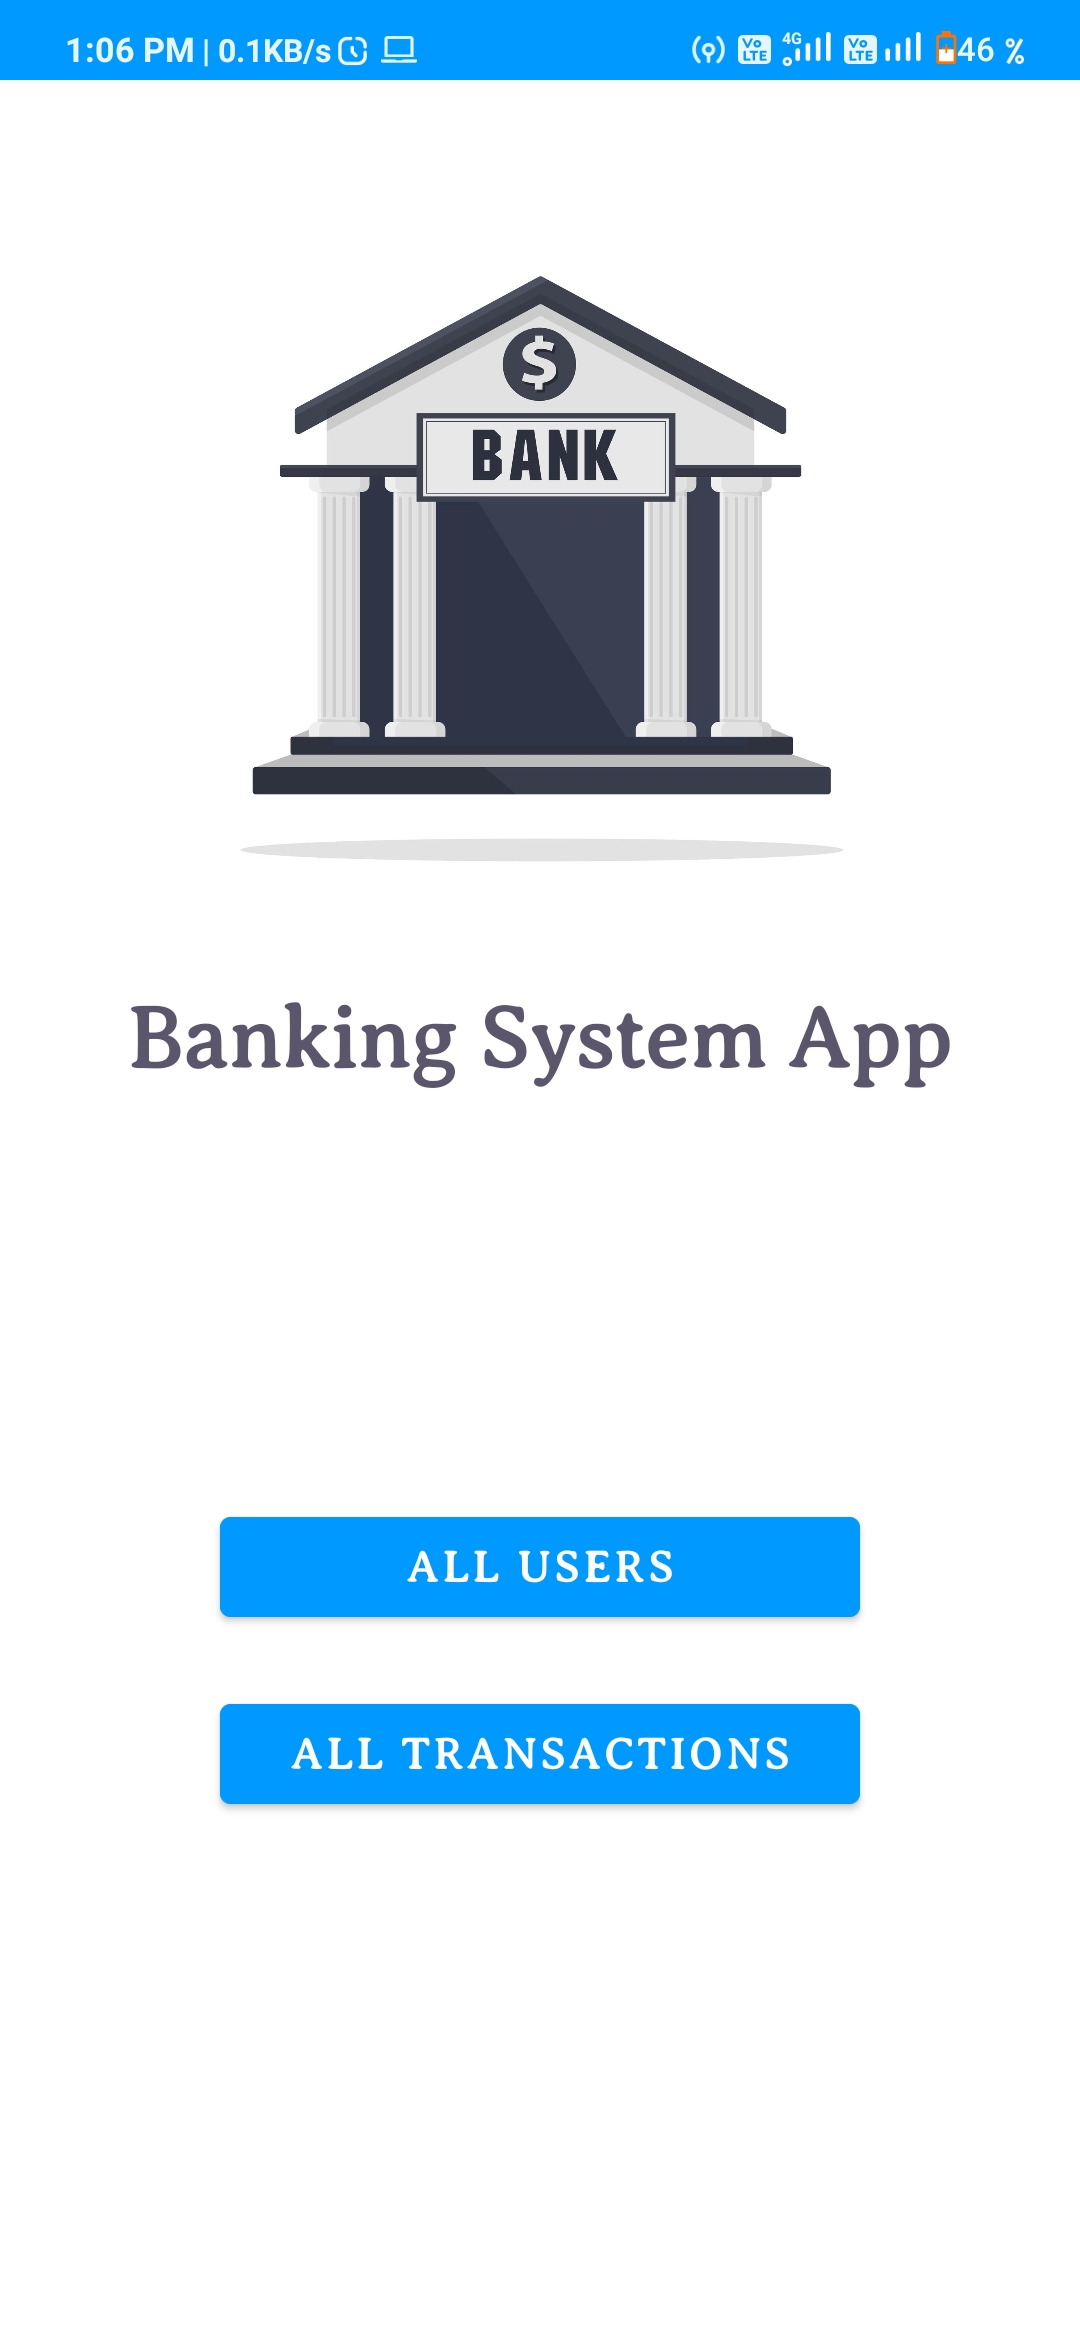 1:06 PM | 0.1KB/s Vo LTE 4G Vo LTE 46 %
$
BANK
Banking System App
ALL USERS
ALL TRANSACTIONS